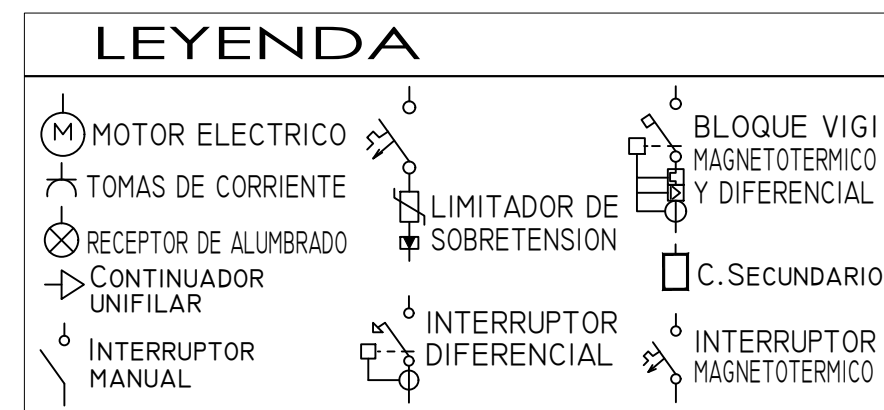 LEYENDA
M
MOTOR ELECTRICO
TOMAS DE CORRIENTE
RECEPTOR DE ALUMBRADO
CONTINUADOR
UNIFILAR
INTERRUPTOR
MANUAL
LIMITADOR DE
SOBRETENSION
INTERRUPTOR
DIFERENCIAL
BLOQUE VIGI
MAGNETOTERMICO
Y DIFERENCIAL
C.SECUNDARIO
INTERRUPTOR
MAGNETOTERMICO